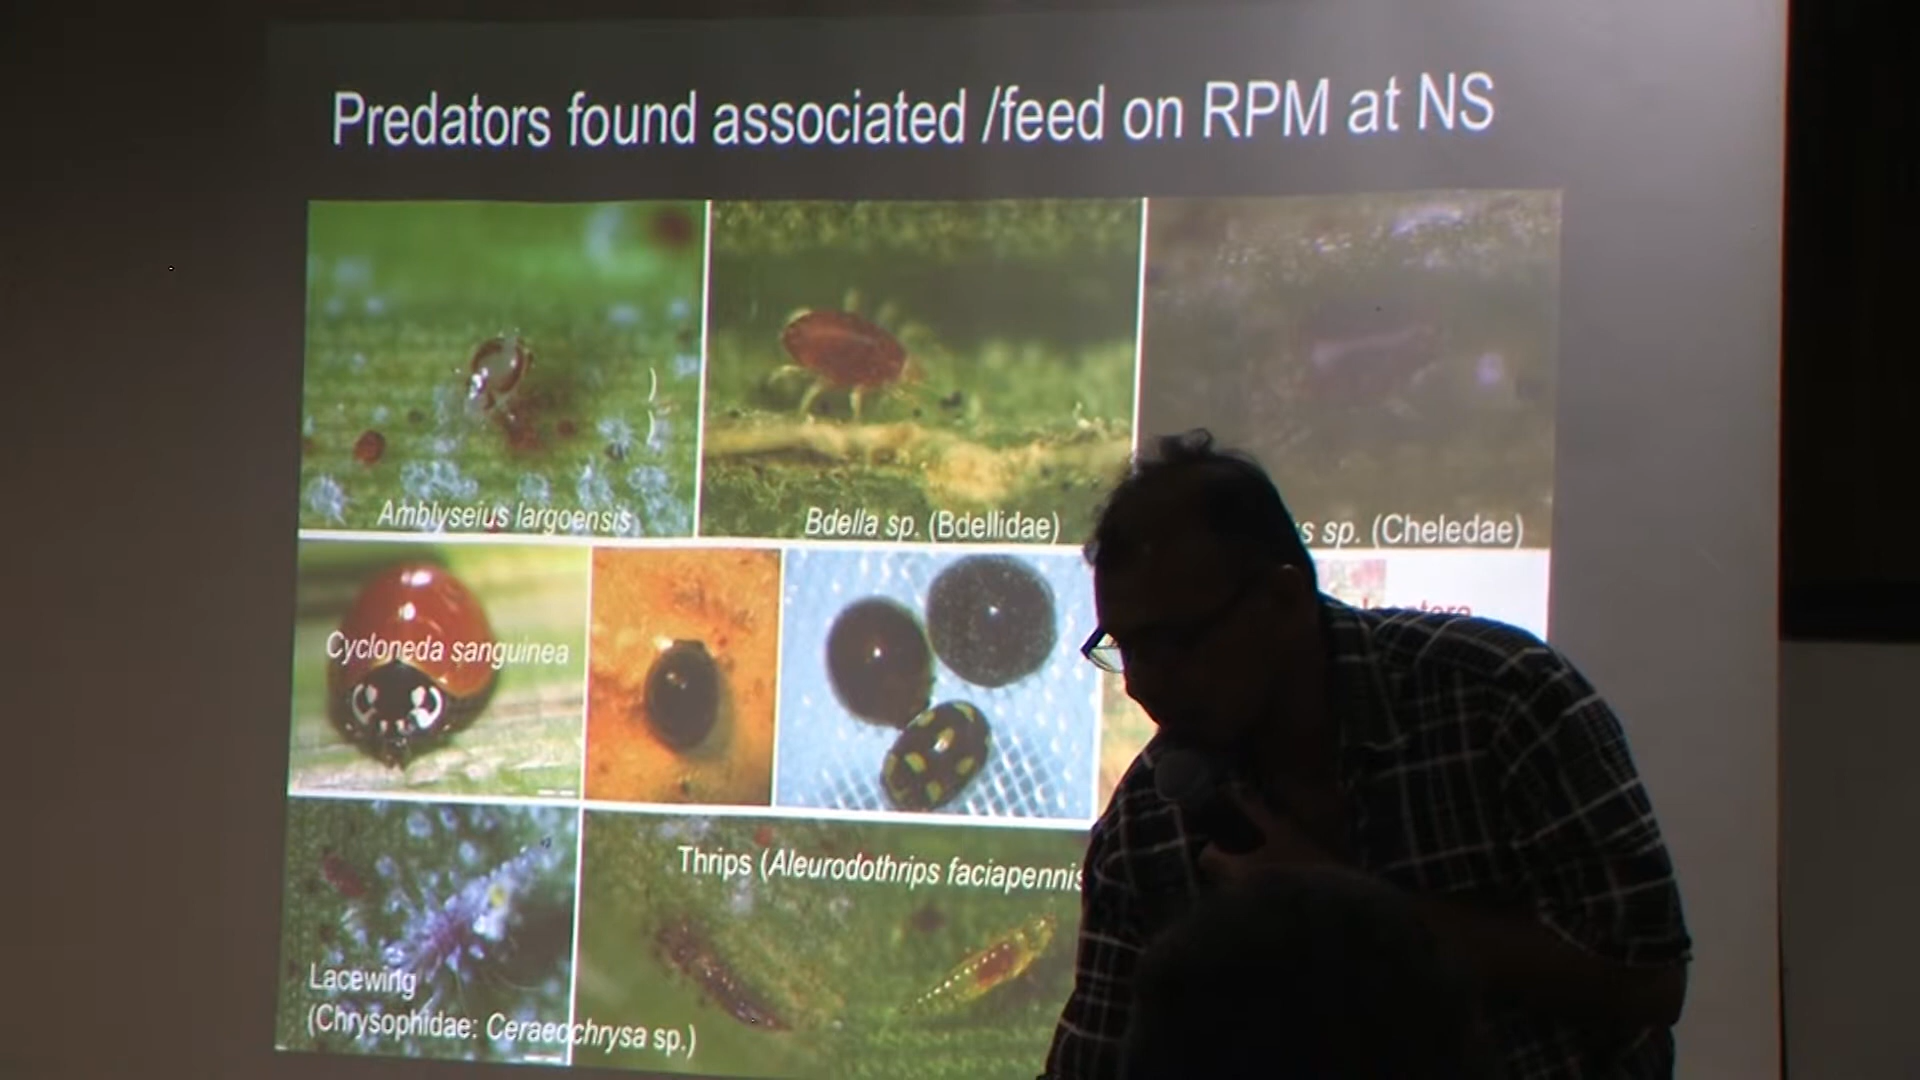 Predators found associated /feed on RPM at NS
Amblyseius largoensis
Bdella sp. (Bdellidae)
s sp. (Cheledae)
Cycloneda sanguinea
Thrips (Aleurodothrips faciapennis
Lacewing
(Chrysophidae: Ceraeochrysa sp.)